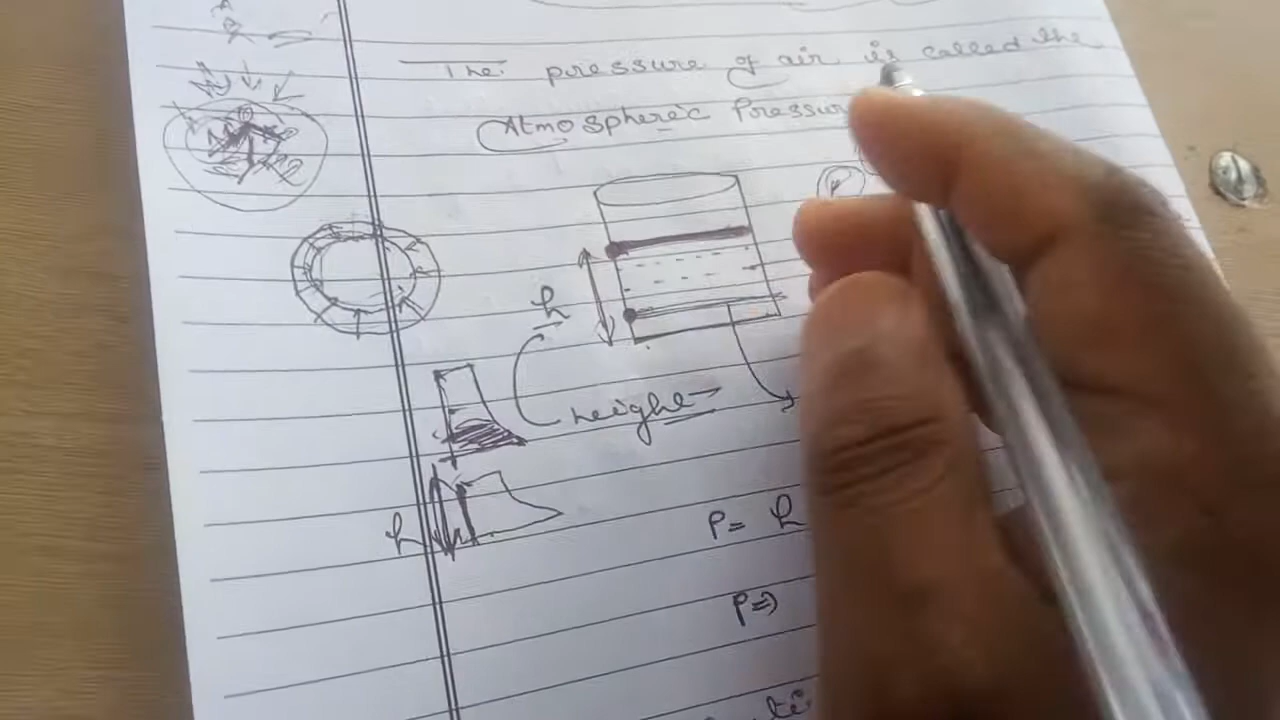 The pressure of air is called the
Atmospheric Pressure
P
h
height
h
P= h
P⇒